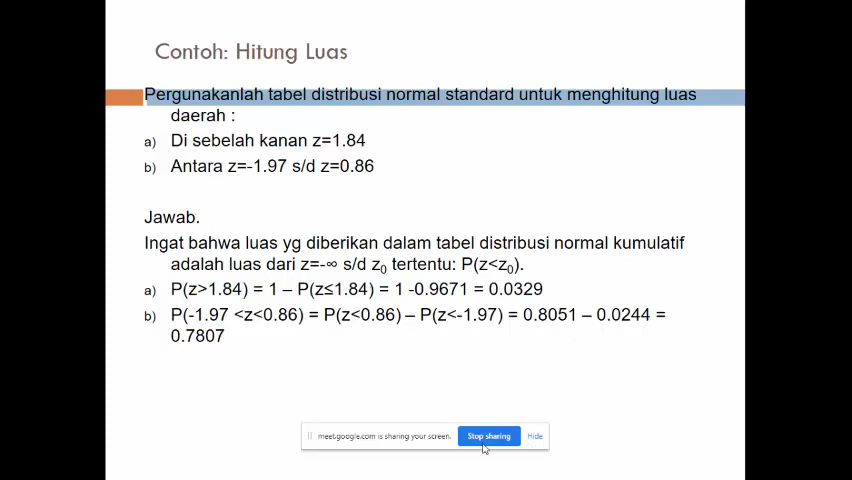 Contoh: Hitung Luas
Pergunakanlah tabel distribusi normal standard untuk menghitung luas
daerah :
a) Di sebelah kanan z=1.84
b) Antara z=-1.97 s/d z=0.86
Jawab.
Ingat bahwa luas yg diberikan dalam tabel distribusi normal kumulatif
adalah luas dari z=-∞ s/d z₀ tertentu: P(z<z₀).
a) P(z>1.84) = 1 – P(z≤1.84) = 1 -0.9671 = 0.0329
b) P(-1.97 <z<0.86) = P(z<0.86) – P(z<-1.97) = 0.8051 – 0.0244 =
0.7807
meet.google.com is sharing your screen. Stop sharing Hide